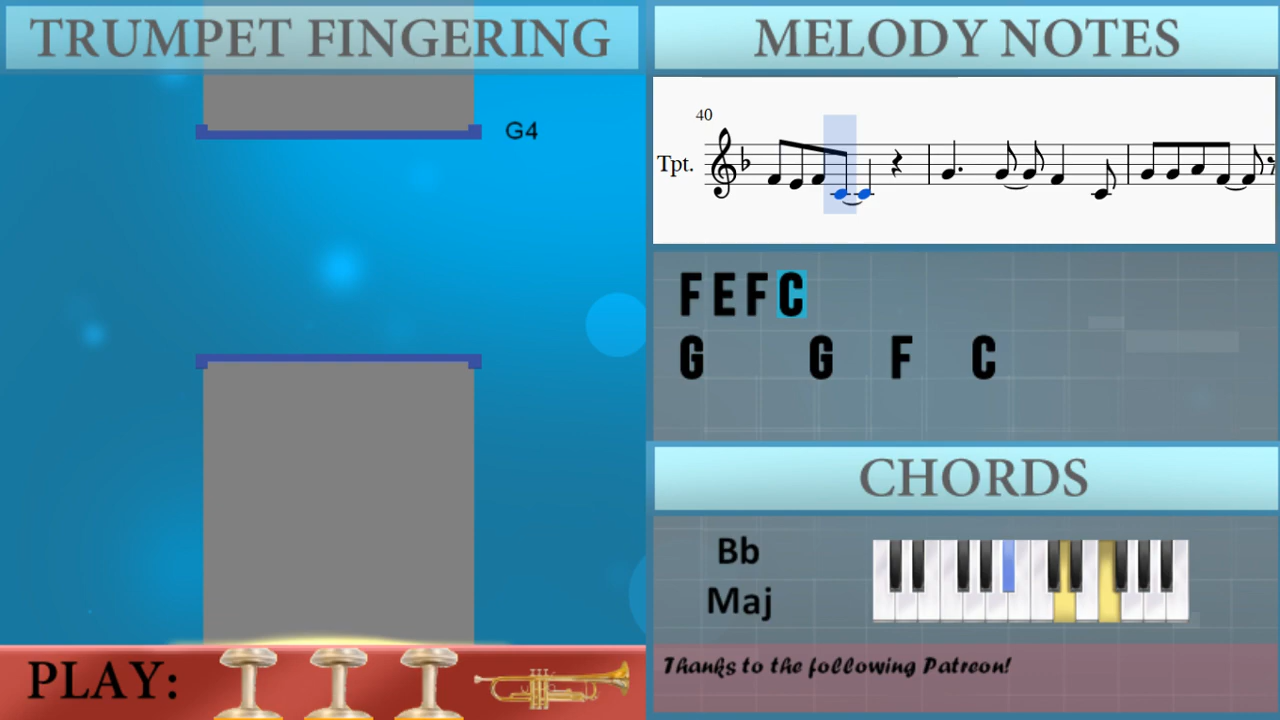 TRUMPET FINGERING
G4
PLAY:
MELODY NOTES
40
Tpt.
F E F C
G G F C
CHORDS
Bb
Maj
Thanks to the following Patreon!